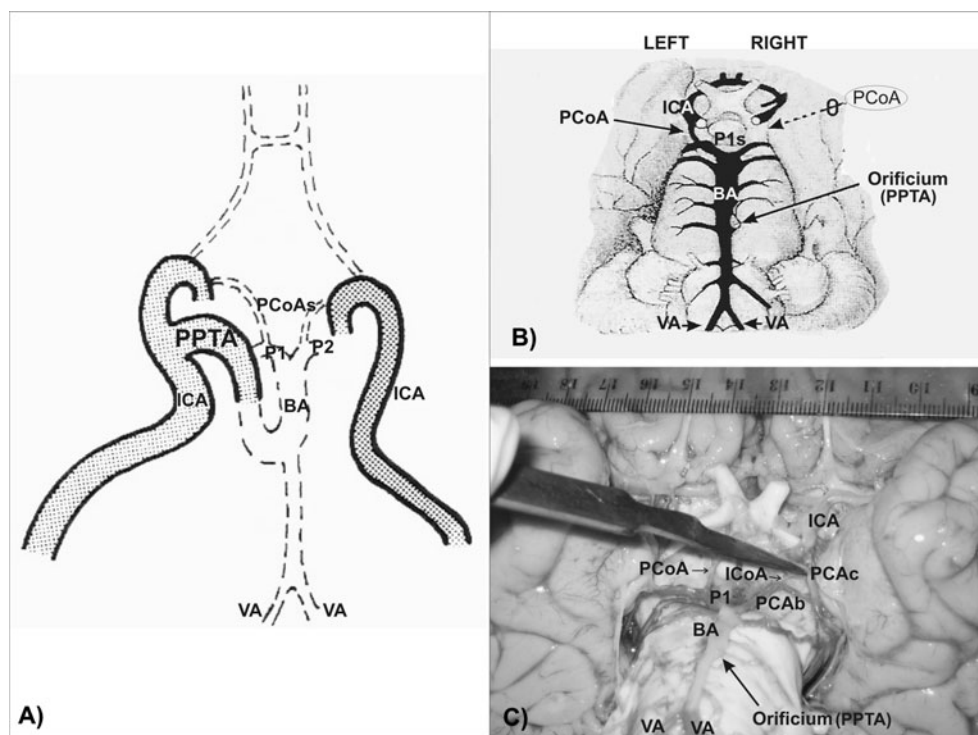 PPTA
PCoAs
P1
P2
ICA
BA
ICA
VA
VA
A)
LEFT
RIGHT
PCoA
ICA
PCoA
P1s
BA
Orificium
(PPTA)
VA
VA
B)
ICA
PCoA→
ICoA→
PCAc
P1
PCAb
BA
Orificium (PPTA)
VA
VA
C)